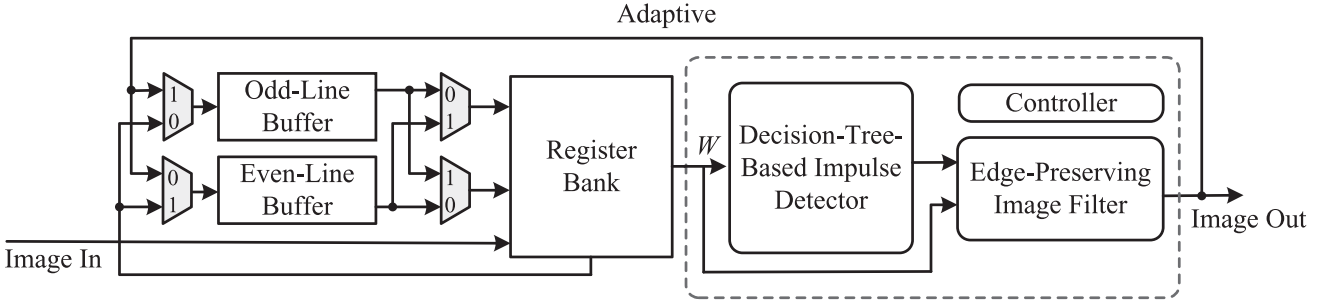 Adaptive
1
0
Odd-Line
Buffer
0
1
Register
Bank
W
Decision-Tree-
Based Impulse
Detector
Controller
0
1
Even-Line
Buffer
1
0
Edge-Preserving
Image Filter
Image In
Image Out